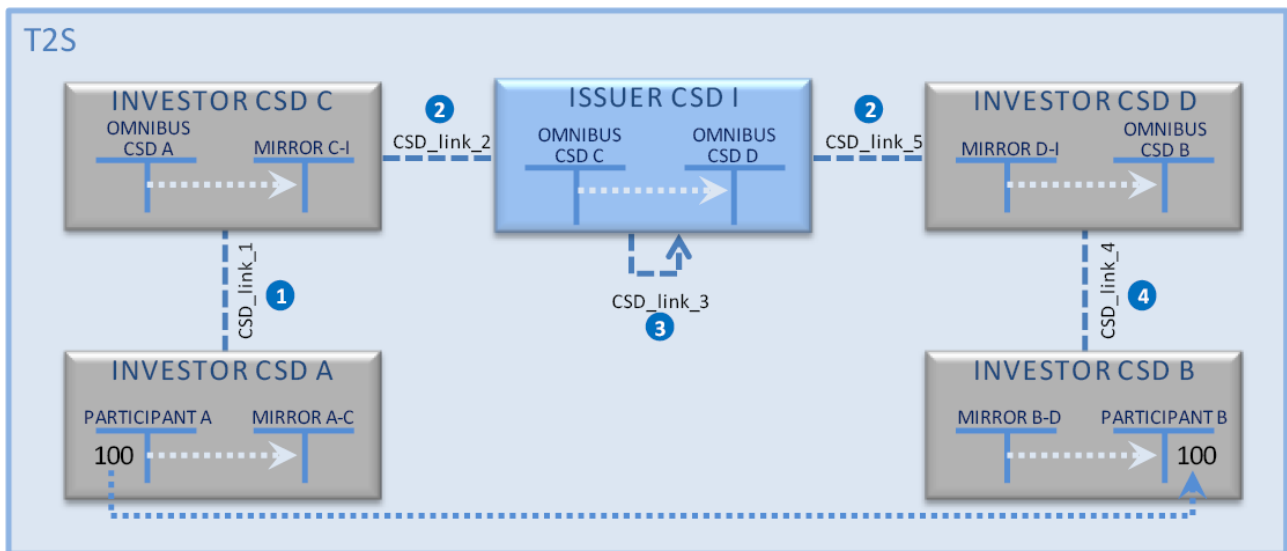 T2S
INVESTOR CSD C
OMNIBUS
CSD A
MIRROR C-I
2
CSD_link_2
ISSUER CSD I
OMNIBUS
CSD C
OMNIBUS
CSD D
2
CSD_link_5
INVESTOR CSD D
MIRROR D-I
OMNIBUS
CSD B
CSD_link_1
1
CSD_link_3
3
CSD_link_4
4
INVESTOR CSD A
PARTICIPANT A
MIRROR A-C
100
INVESTOR CSD B
MIRROR B-D
PARTICIPANT B
100